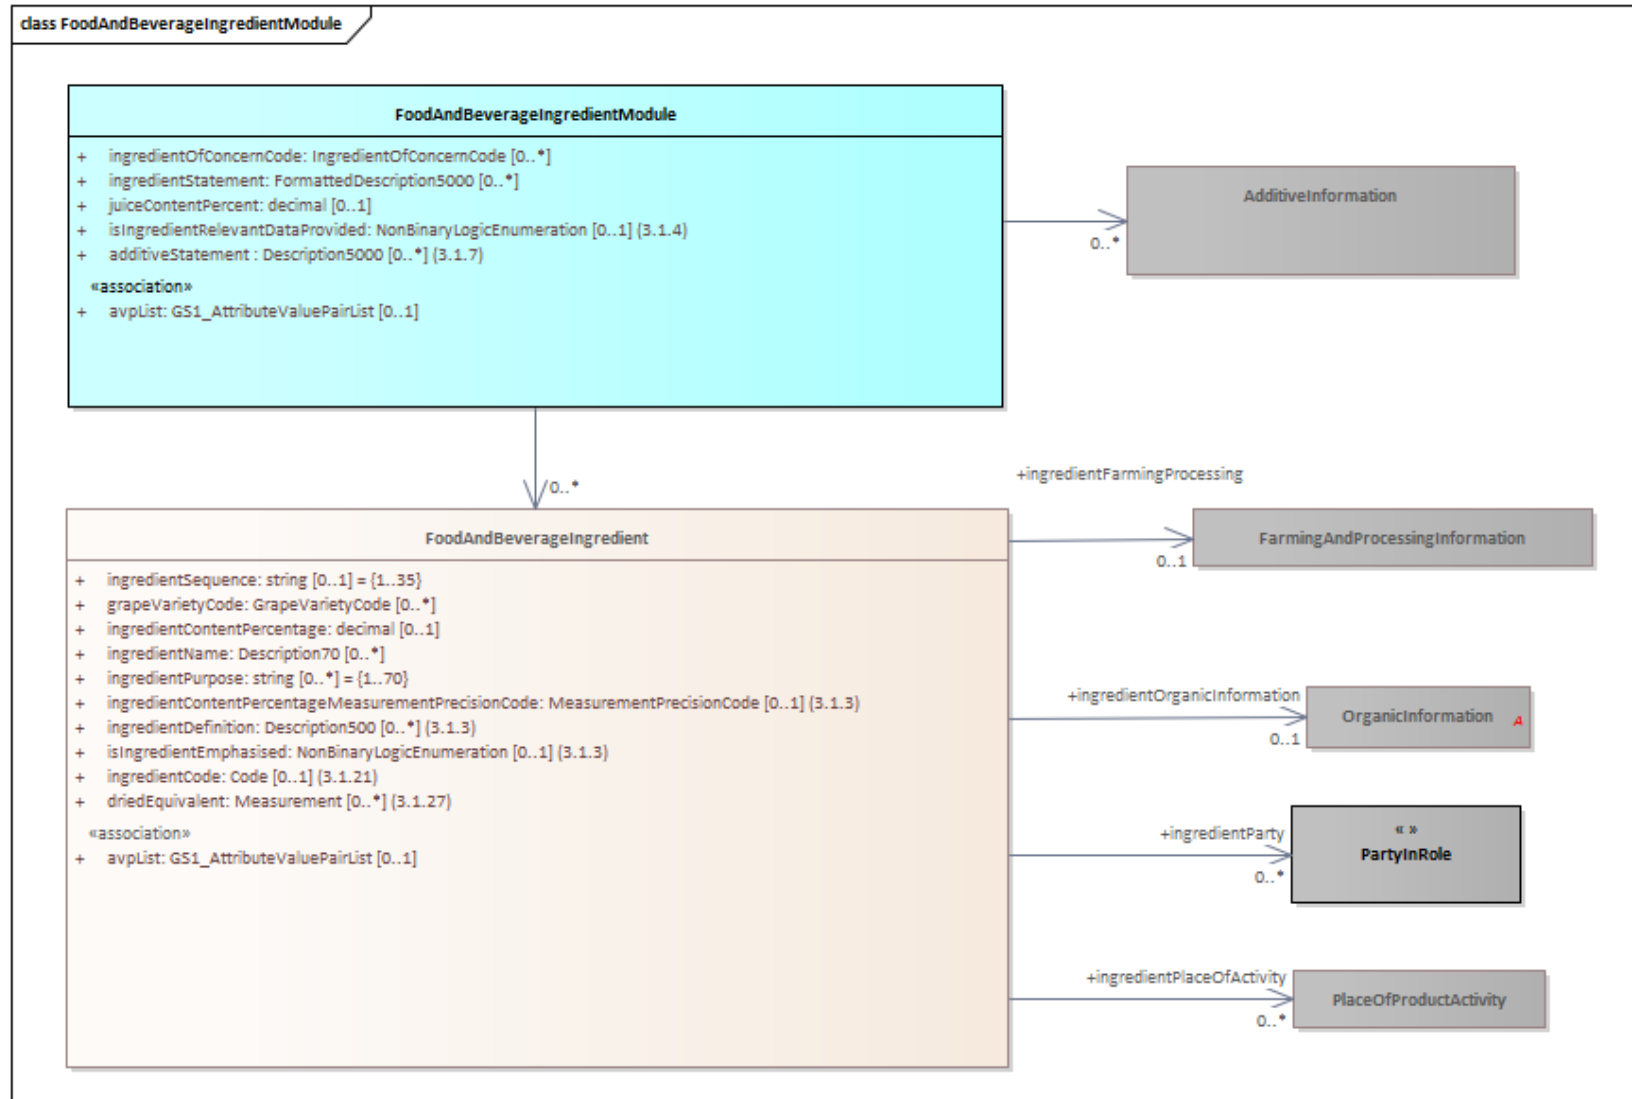 class FoodAndBeverageIngredientModule
FoodAndBeverageIngredientModule
+ ingredientOfConcernCode: IngredientOfConcernCode [0..*]
+ ingredientStatement: FormattedDescription5000 [0..*]
+ juiceContentPercent: decimal [0..1]
+ isIngredientRelevantDataProvided: NonBinaryLogicEnumeration [0..1] (3.1.4)
+ additiveStatement : Description5000 [0..*] (3.1.7)
«association»
+ avpList: GS1_AttributeValuePairList [0..1]
AdditiveInformation
0..*
0..*
FoodAndBeverageIngredient
+ ingredientSequence: string [0..1] = {1..35}
+ grapeVarietyCode: GrapeVarietyCode [0..*]
+ ingredientContentPercentage: decimal [0..1]
+ ingredientName: Description70 [0..*]
+ ingredientPurpose: string [0..*] = {1..70}
+ ingredientContentPercentageMeasurementPrecisionCode: MeasurementPrecisionCode [0..1] (3.1.3)
+ ingredientDefinition: Description500 [0..*] (3.1.3)
+ isIngredientEmphasised: NonBinaryLogicEnumeration [0..1] (3.1.3)
+ ingredientCode: Code [0..1] (3.1.21)
+ driedEquivalent: Measurement [0..*] (3.1.27)
«association»
+ avpList: GS1_AttributeValuePairList [0..1]
+ingredientFarmingProcessing
FarmingAndProcessingInformation
0..1
+ingredientOrganicInformation
OrganicInformation A
0..1
+ingredientParty
« »
PartyInRole
0..*
+ingredientPlaceOfActivity
PlaceOfProductActivity
0..*